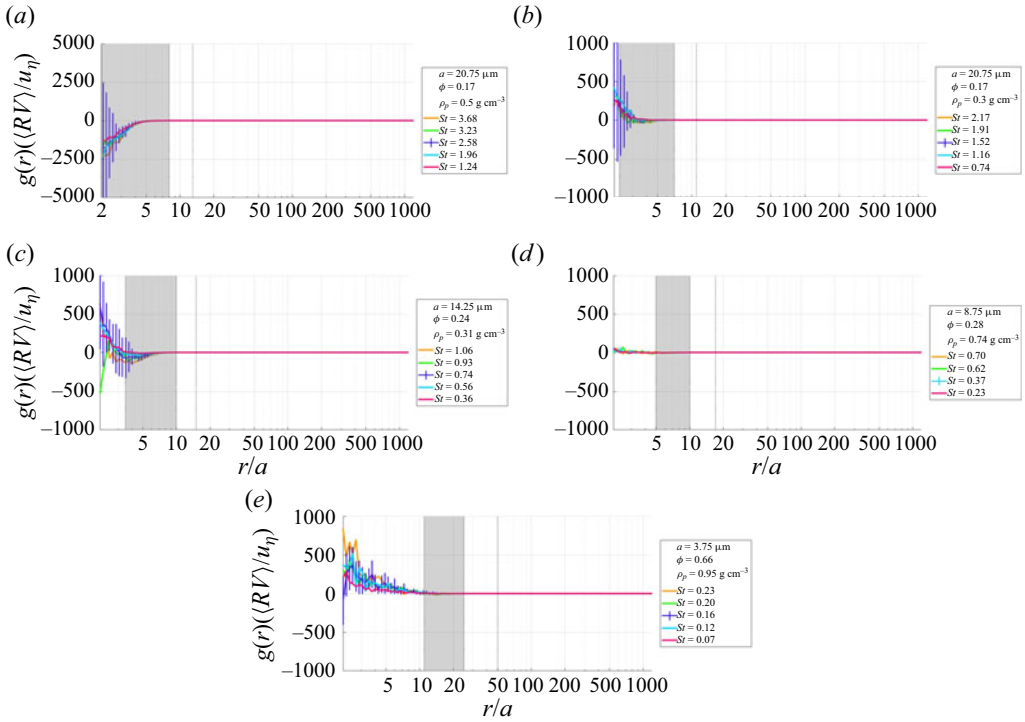 (a)
5000
2500
0
−2500
−5000
g(r)(⟨RV⟩/uη)
2 5 10 20 50 100 200 500 1000
a = 20.75 μm
ϕ = 0.17
ρp = 0.5 g cm−3
St = 3.68
St = 3.23
St = 2.58
St = 1.96
St = 1.24
(b)
1000
500
0
−500
−1000
5 10 20 50 100 200 500 1000
a = 20.75 μm
ϕ = 0.17
ρp = 0.3 g cm−3
St = 2.17
St = 1.91
St = 1.52
St = 1.16
St = 0.74
(c)
1000
500
0
−500
−1000
g(r)(⟨RV⟩/uη)
5 10 20 50 100 200 500 1000
r/a
a = 14.25 μm
ϕ = 0.24
ρp = 0.31 g cm−3
St = 1.06
St = 0.93
St = 0.74
St = 0.56
St = 0.36
(d)
1000
500
0
−500
−1000
5 10 20 50 100 200 500 1000
r/a
a = 8.75 μm
ϕ = 0.28
ρp = 0.74 g cm−3
St = 0.70
St = 0.62
St = 0.37
St = 0.23
(e)
1000
500
0
−500
−1000
g(r)(⟨RV⟩/uη)
5 10 20 50 100 200 500 1000
r/a
a = 3.75 μm
ϕ = 0.66
ρp = 0.95 g cm−3
St = 0.23
St = 0.20
St = 0.16
St = 0.12
St = 0.07